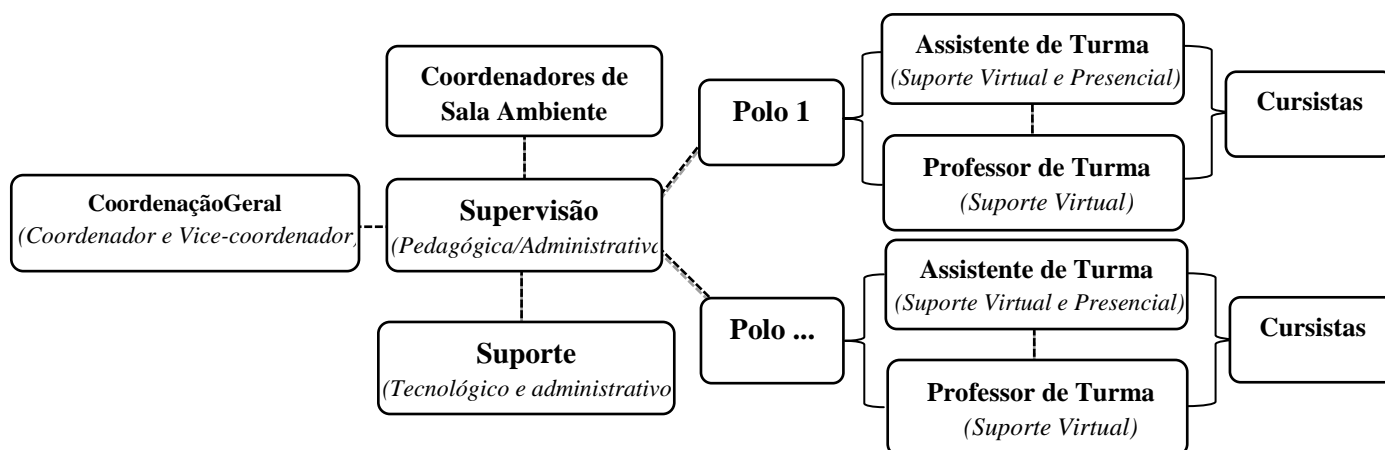 Coordenadores de
Sala Ambiente
CoordenaçãoGeral
(Coordenador e Vice-coordenador)
Supervisão
(Pedagógica/Administrativa
Suporte
(Tecnológico e administrativo
Polo 1
Assistente de Turma
(Suporte Virtual e Presencial)
Professor de Turma
(Suporte Virtual)
Cursistas
Polo ...
Assistente de Turma
(Suporte Virtual e Presencial)
Professor de Turma
(Suporte Virtual)
Cursistas